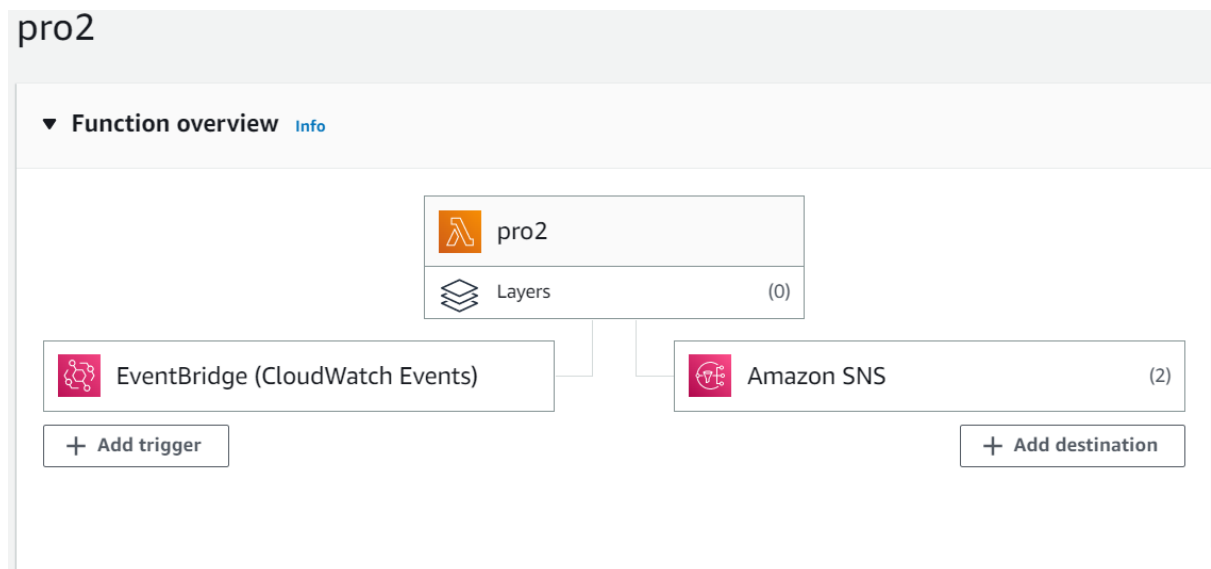 pro2
Function overview Info
pro2
Layers (0)
EventBridge (CloudWatch Events)
Amazon SNS (2)
+ Add trigger
+ Add destination